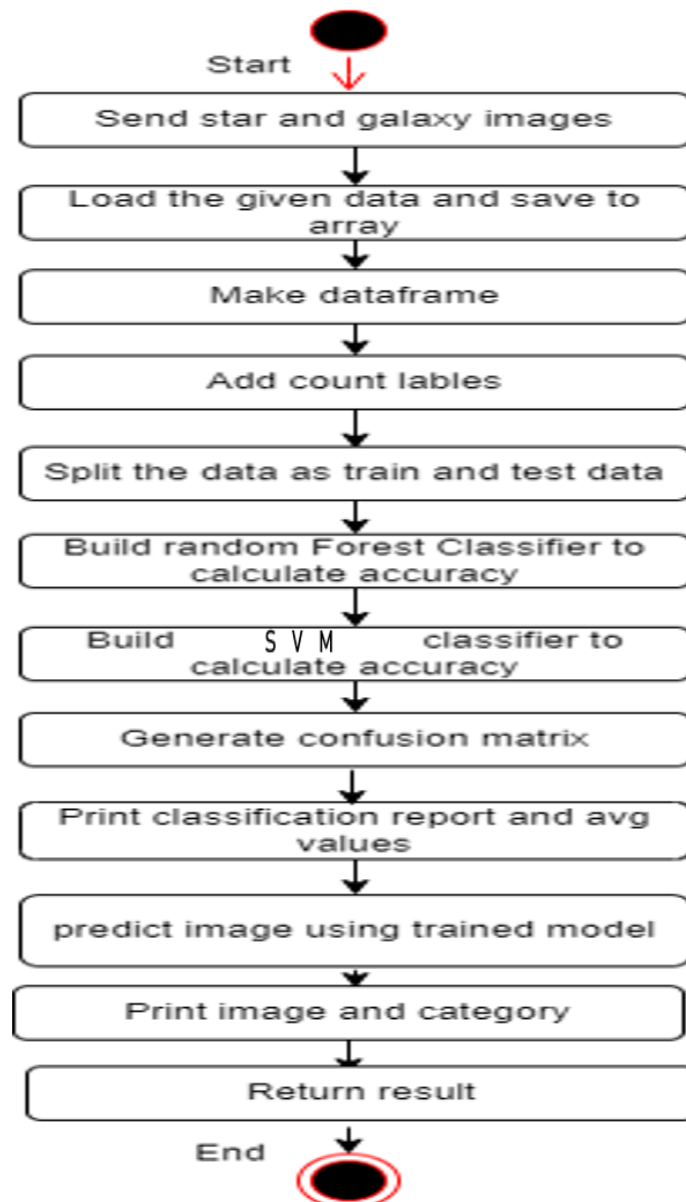 Start
Send star and galaxy images
Load the given data and save to
array
Make dataframe
Add count lables
Split the data as train and test data
Build random Forest Classifier to
calculate accuracy
Build SVM classifier to
calculate accuracy
Generate confusion matrix
Print classification report and avg
values
predict image using trained model
Print image and category
Return result
End